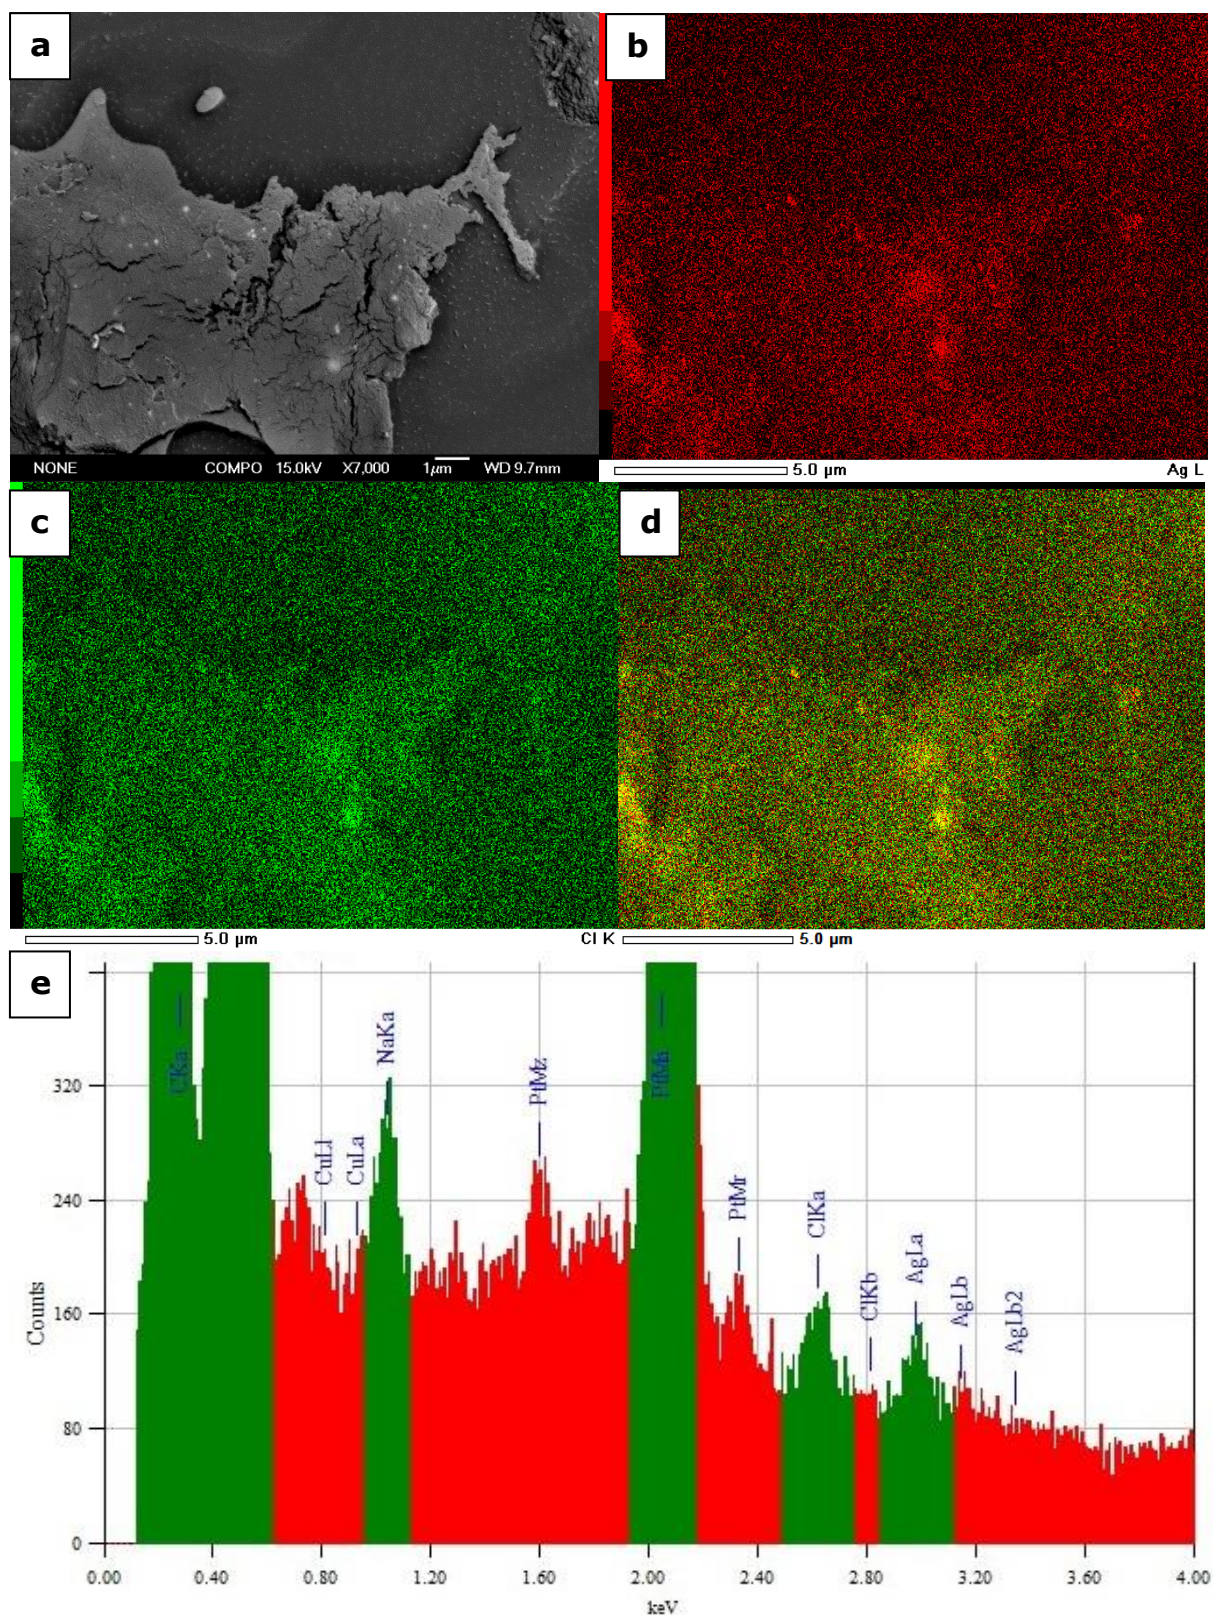 a
b
NONE COMPO 15.0kV X7,000 1µm WD 9.7mm
5.0 µm Ag L
c
d
5.0 µm Cl K
5.0 µm
e
CKa
NaKa
CuLl
CuLa
PtMz
PtMa
PtMr
ClKa
ClKb
AgLa
AgLb
AgLb2
Counts
320
240
160
80
0
0.00 0.40 0.80 1.20 1.60 2.00 2.40 2.80 3.20 3.60 4.00
keV